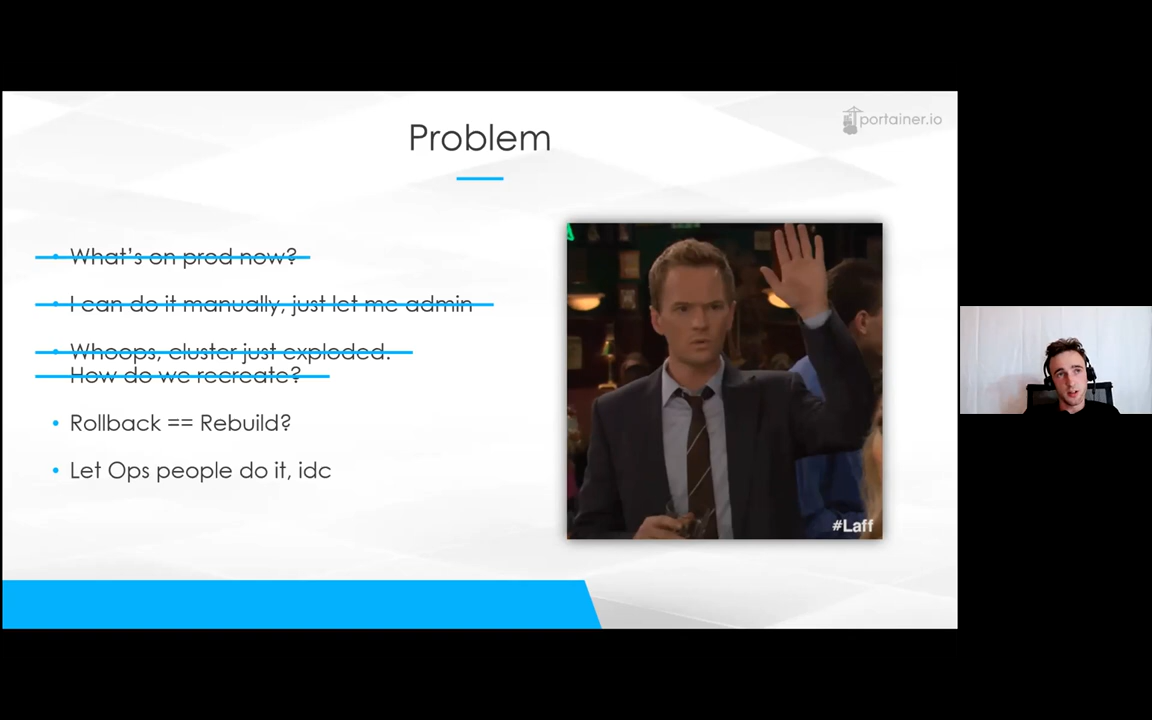 portainer.io
Problem
What's on prod now?
I can do it manually, just let me admin
Whoops, cluster just exploded.
How do we recreate?
Rollback == Rebuild?
Let Ops people do it, idc
#Laff